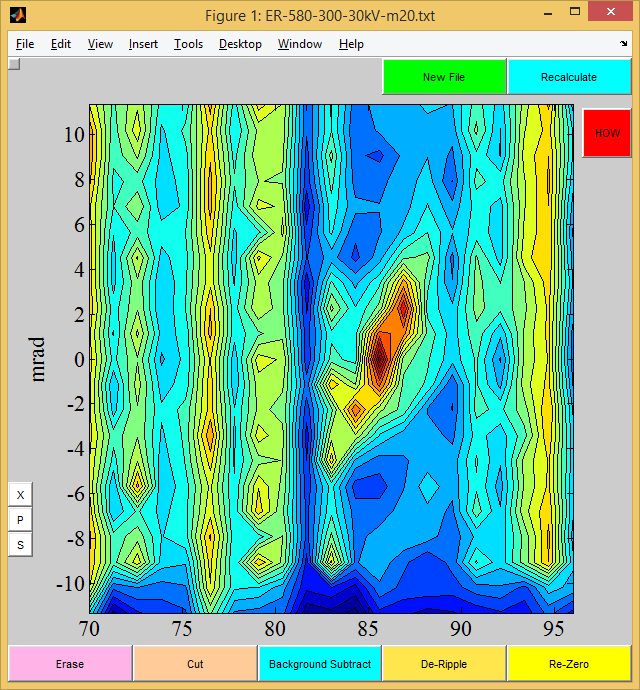 Figure 1: ER-580-300-30kV-m20.txt
File Edit View Insert Tools Desktop Window Help
New File Recalculate
HOW
10
8
6
4
2
0
-2
-4
-6
-8
-10
mrad
X
P
S
70 75 80 85 90 95
Erase Cut Background Subtract De-Ripple Re-Zero